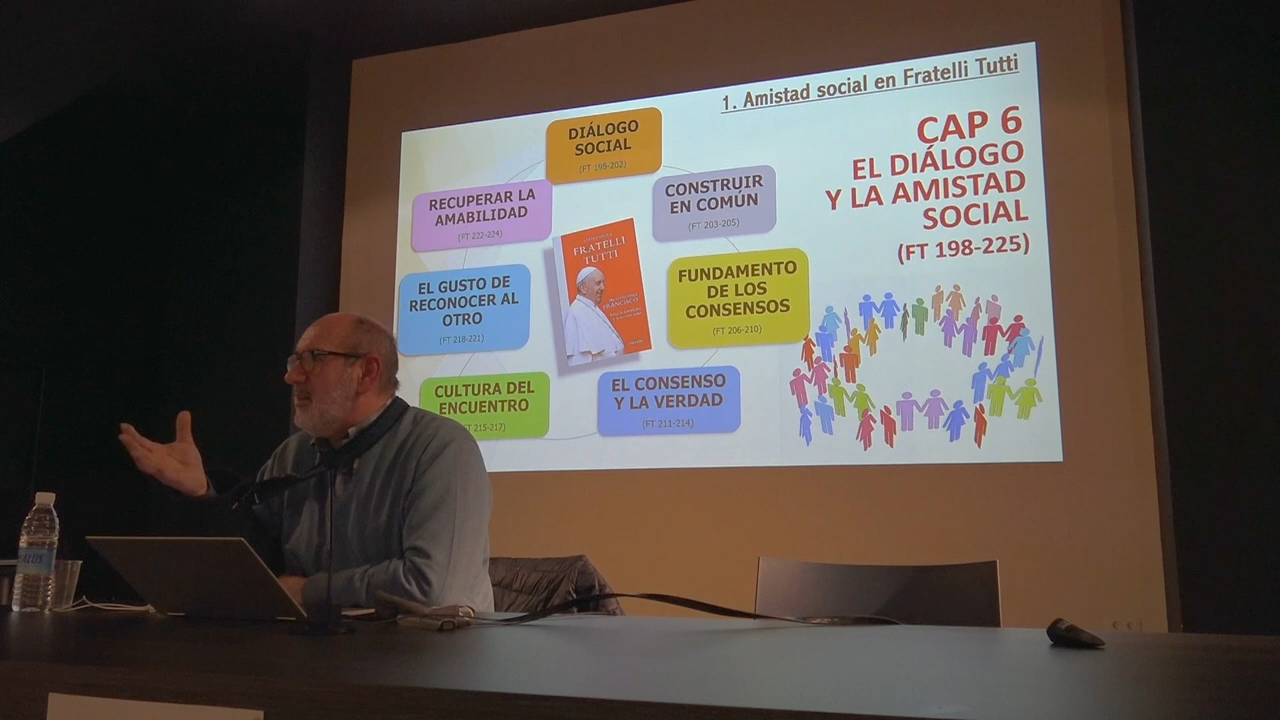 1. Amistad social en Fratelli Tutti
CAP 6
EL DIÁLOGO
Y LA AMISTAD
SOCIAL
(FT 198-225)
DIÁLOGO
SOCIAL
(FT 198-202)
CONSTRUIR
EN COMÚN
(FT 203-205)
FUNDAMENTO
DE LOS
CONSENSOS
(FT 206-210)
EL CONSENSO
Y LA VERDAD
(FT 211-214)
CULTURA DEL
ENCUENTRO
FT 215-217)
EL GUSTO DE
RECONOCER AL
OTRO
(FT 218-221)
RECUPERAR LA
AMABILIDAD
(FT 222-224)
FRATELLI
TUTTI
FRANCISCO